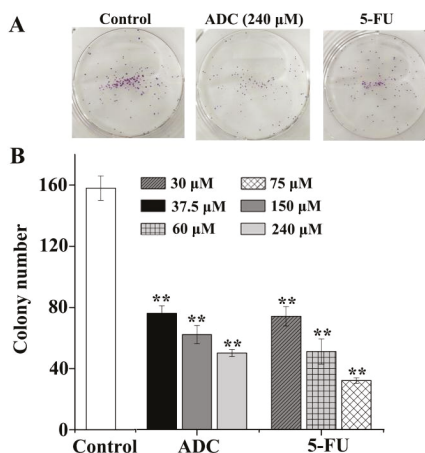 A
Control
ADC (240 μM)
5-FU
B
Colony number
160
120
80
40
0
30 μM
75 μM
37.5 μM
150 μM
60 μM
240 μM
**
**
**
**
**
**
Control
ADC
5-FU